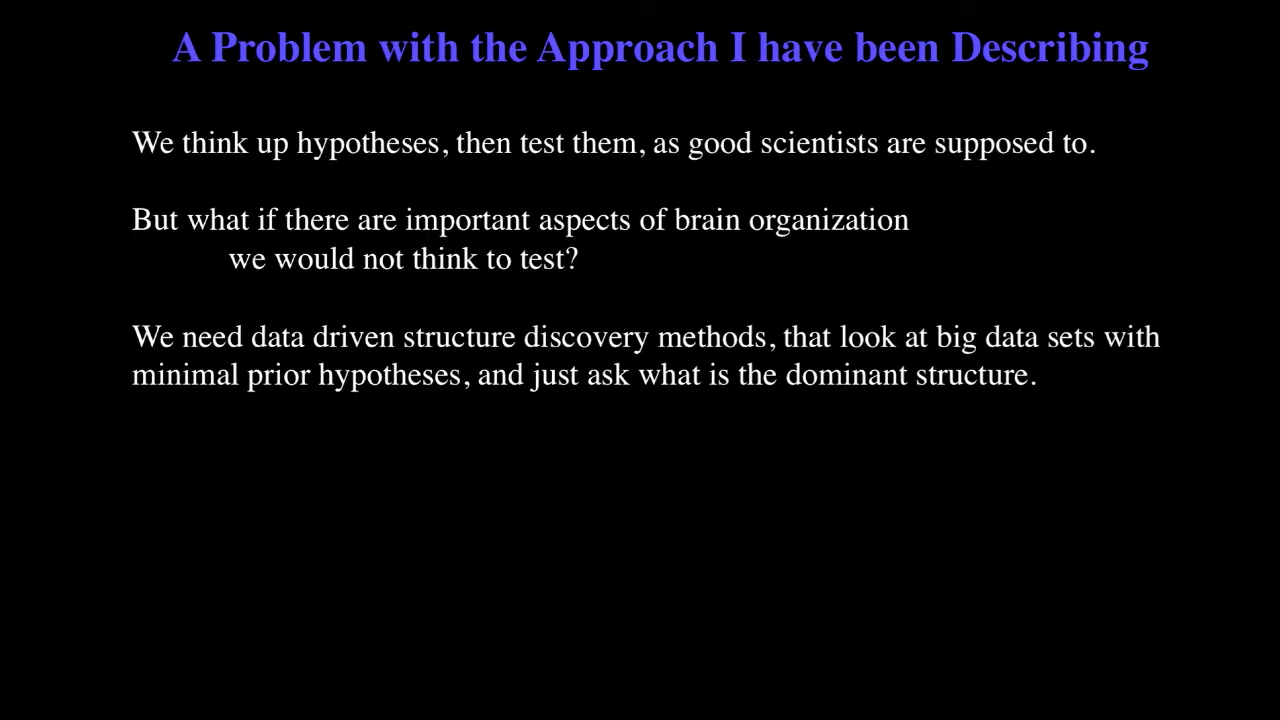 A Problem with the Approach I have been Describing
We think up hypotheses, then test them, as good scientists are supposed to.
But what if there are important aspects of brain organization
we would not think to test?
We need data driven structure discovery methods, that look at big data sets with
minimal prior hypotheses, and just ask what is the dominant structure.